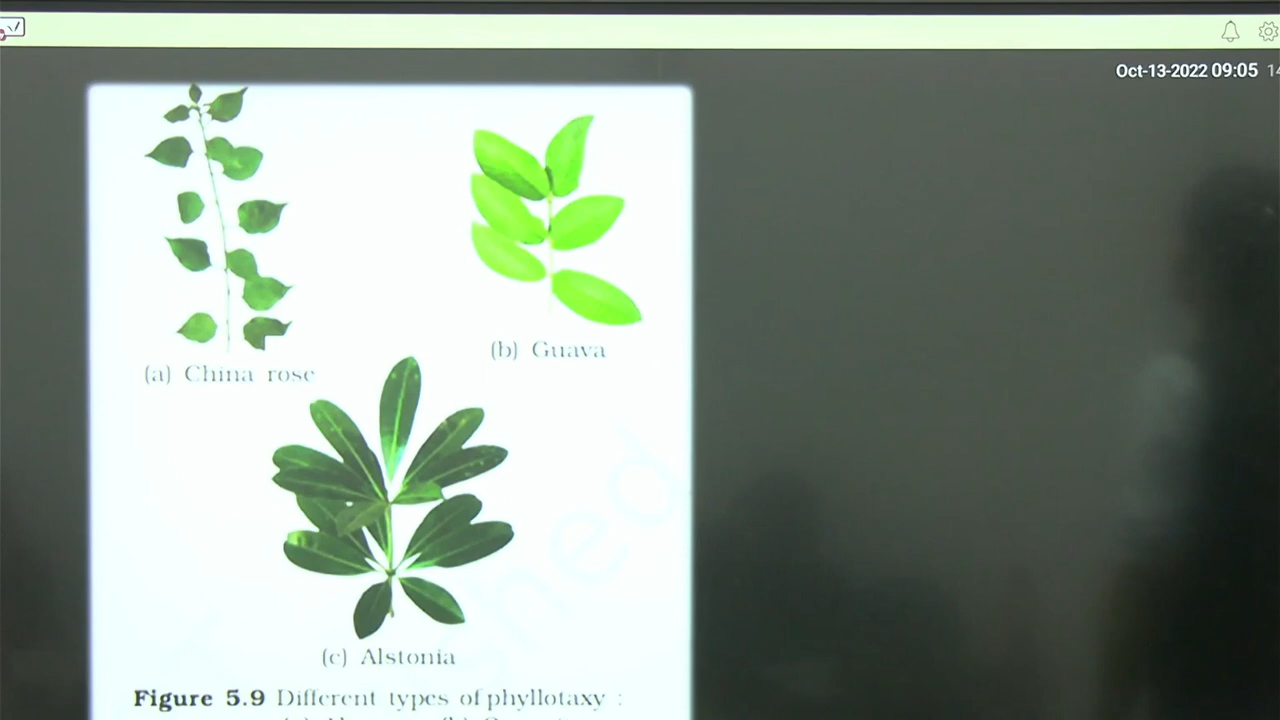 Oct-13-2022 09:05
(a) China rose
(b) Guava
(c) Alstonia
Figure 5.9 Different types of phyllotaxy :